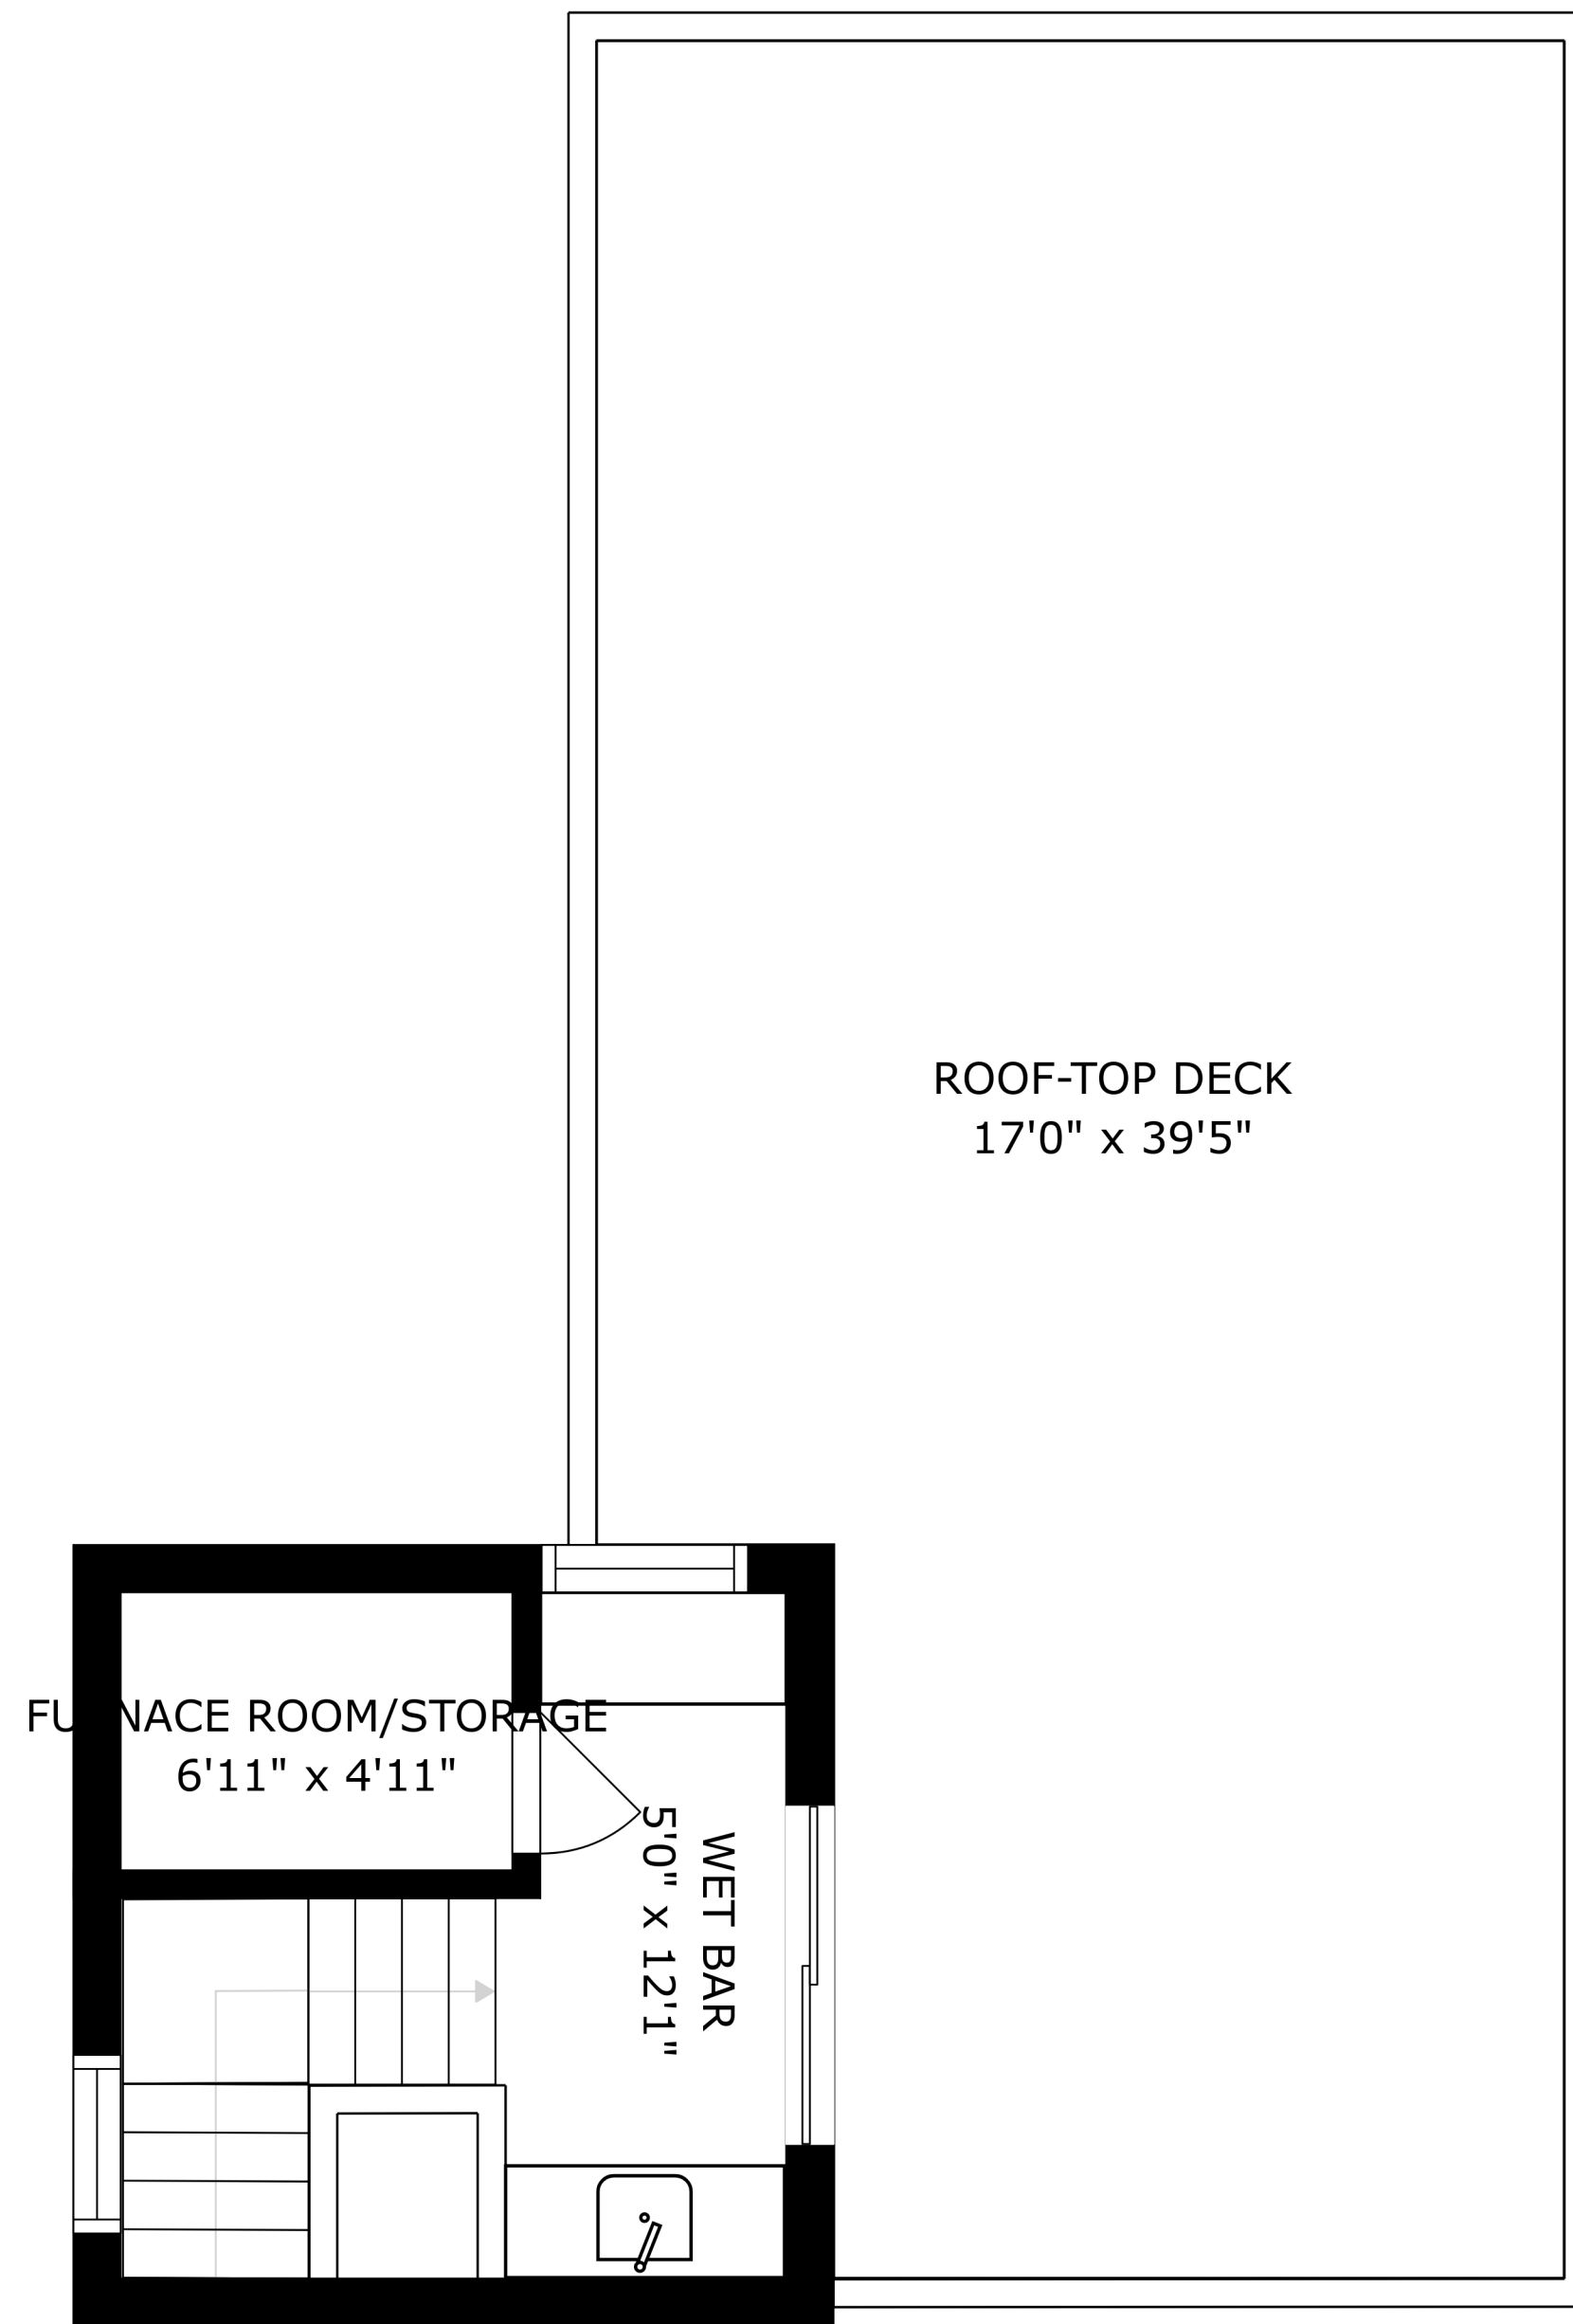 ROOF-TOP DECK
17'0" x 39'5"
FURNACE ROOM/STORAGE
6'11" x 4'11"
WET BAR
5'0" x 12'1"